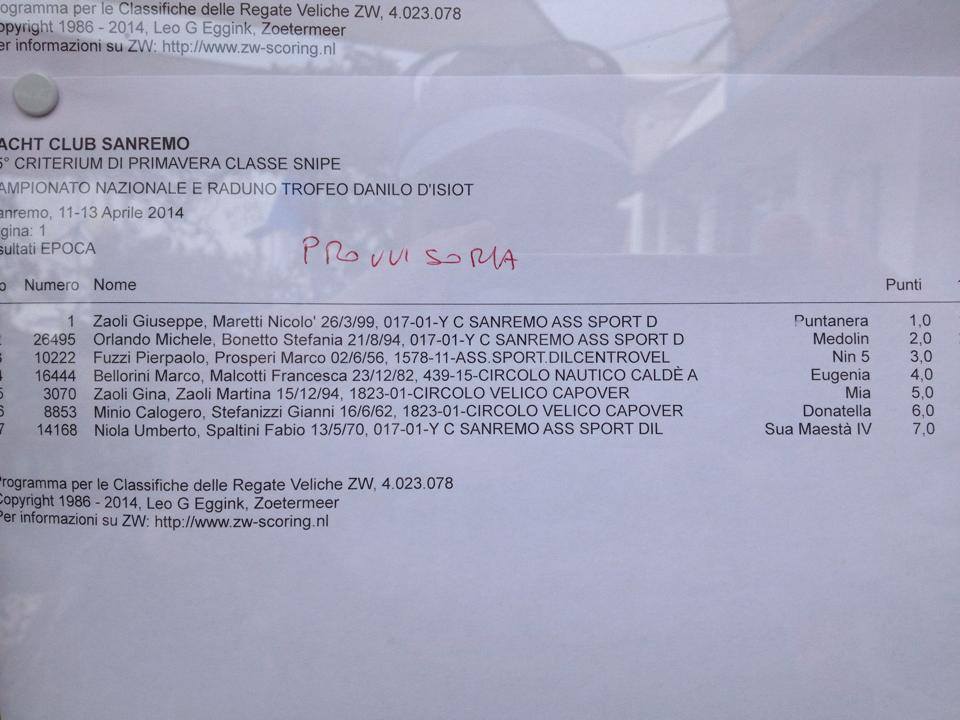 rogramma per le Classifiche delle Regate Veliche ZW, 4.023.078
opyright 1986 - 2014, Leo G Eggink, Zoetermeer
er informazioni su ZW: http://www.zw-scoring.nl
ACHT CLUB SANREMO
5° CRITERIUM DI PRIMAVERA CLASSE SNIPE
AMPIONATO NAZIONALE E RADUNO TROFEO DANILO D'ISIOT
anremo, 11-13 Aprile 2014
gina: 1
sultati EPOCA
PROVVISORIA
o Numero Nome Punti
1 Zaoli Giuseppe, Maretti Nicolo' 26/3/99, 017-01-Y C SANREMO ASS SPORT D Puntanera 1,0
26495 Orlando Michele, Bonetto Stefania 21/8/94, 017-01-Y C SANREMO ASS SPORT D Medolin 2,0
10222 Fuzzi Pierpaolo, Prosperi Marco 02/6/56, 1578-11-ASS.SPORT.DILCENTROVEL Nin 5 3,0
16444 Bellorini Marco, Malcotti Francesca 23/12/82, 439-15-CIRCOLO NAUTICO CALDÈ A Eugenia 4,0
5 3070 Zaoli Gina, Zaoli Martina 15/12/94, 1823-01-CIRCOLO VELICO CAPOVER Mia 5,0
6 8853 Minio Calogero, Stefanizzi Gianni 16/6/62, 1823-01-CIRCOLO VELICO CAPOVER Donatella 6,0
7 14168 Niola Umberto, Spaltini Fabio 13/5/70, 017-01-Y C SANREMO ASS SPORT DIL Sua Maestà IV 7,0
Programma per le Classifiche delle Regate Veliche ZW, 4.023.078
Copyright 1986 - 2014, Leo G Eggink, Zoetermeer
Per informazioni su ZW: http://www.zw-scoring.nl